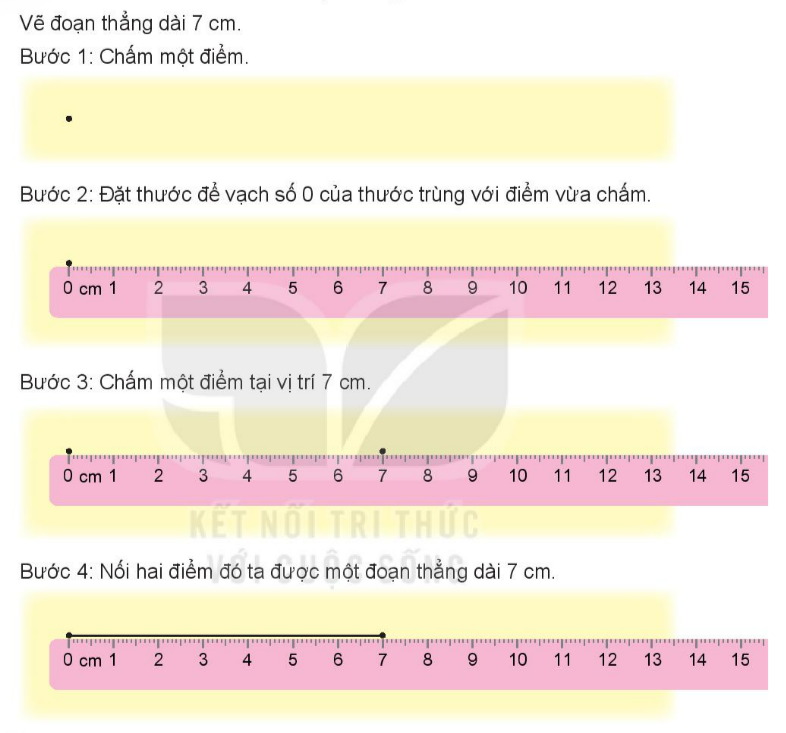 Vẽ đoạn thẳng dài 7 cm.
Bước 1: Chấm một điểm.
Bước 2: Đặt thước để vạch số 0 của thước trùng với điểm vừa chấm.
0 cm 1 2 3 4 5 6 7 8 9 10 11 12 13 14 15
Bước 3: Chấm một điểm tại vị trí 7 cm.
0 cm 1 2 3 4 5 6 7 8 9 10 11 12 13 14 15
KẾT NỐI TRI THỨC
VỚI CUỘC SỐNG
Bước 4: Nối hai điểm đó ta được một đoạn thẳng dài 7 cm.
0 cm 1 2 3 4 5 6 7 8 9 10 11 12 13 14 15